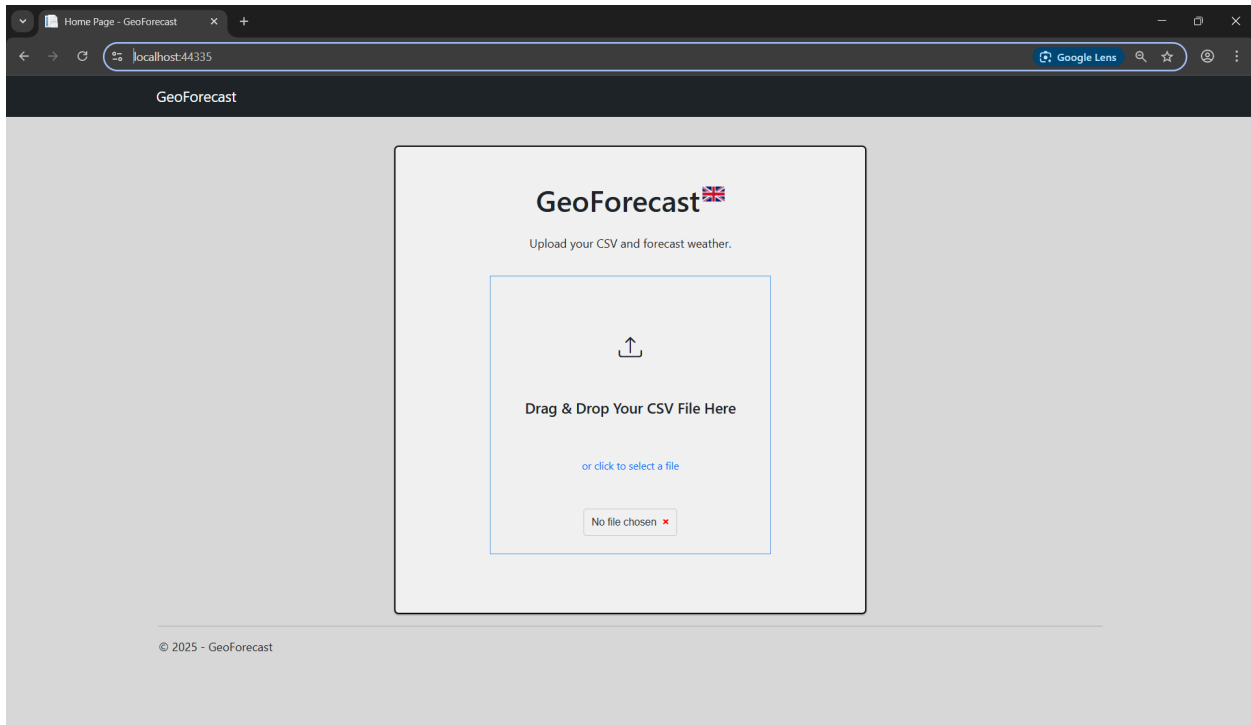 Home Page - GeoForecast
localhost:44335
Google Lens
GeoForecast
GeoForecast
Upload your CSV and forecast weather.
Drag & Drop Your CSV File Here
or click to select a file
No file chosen
© 2025 - GeoForecast